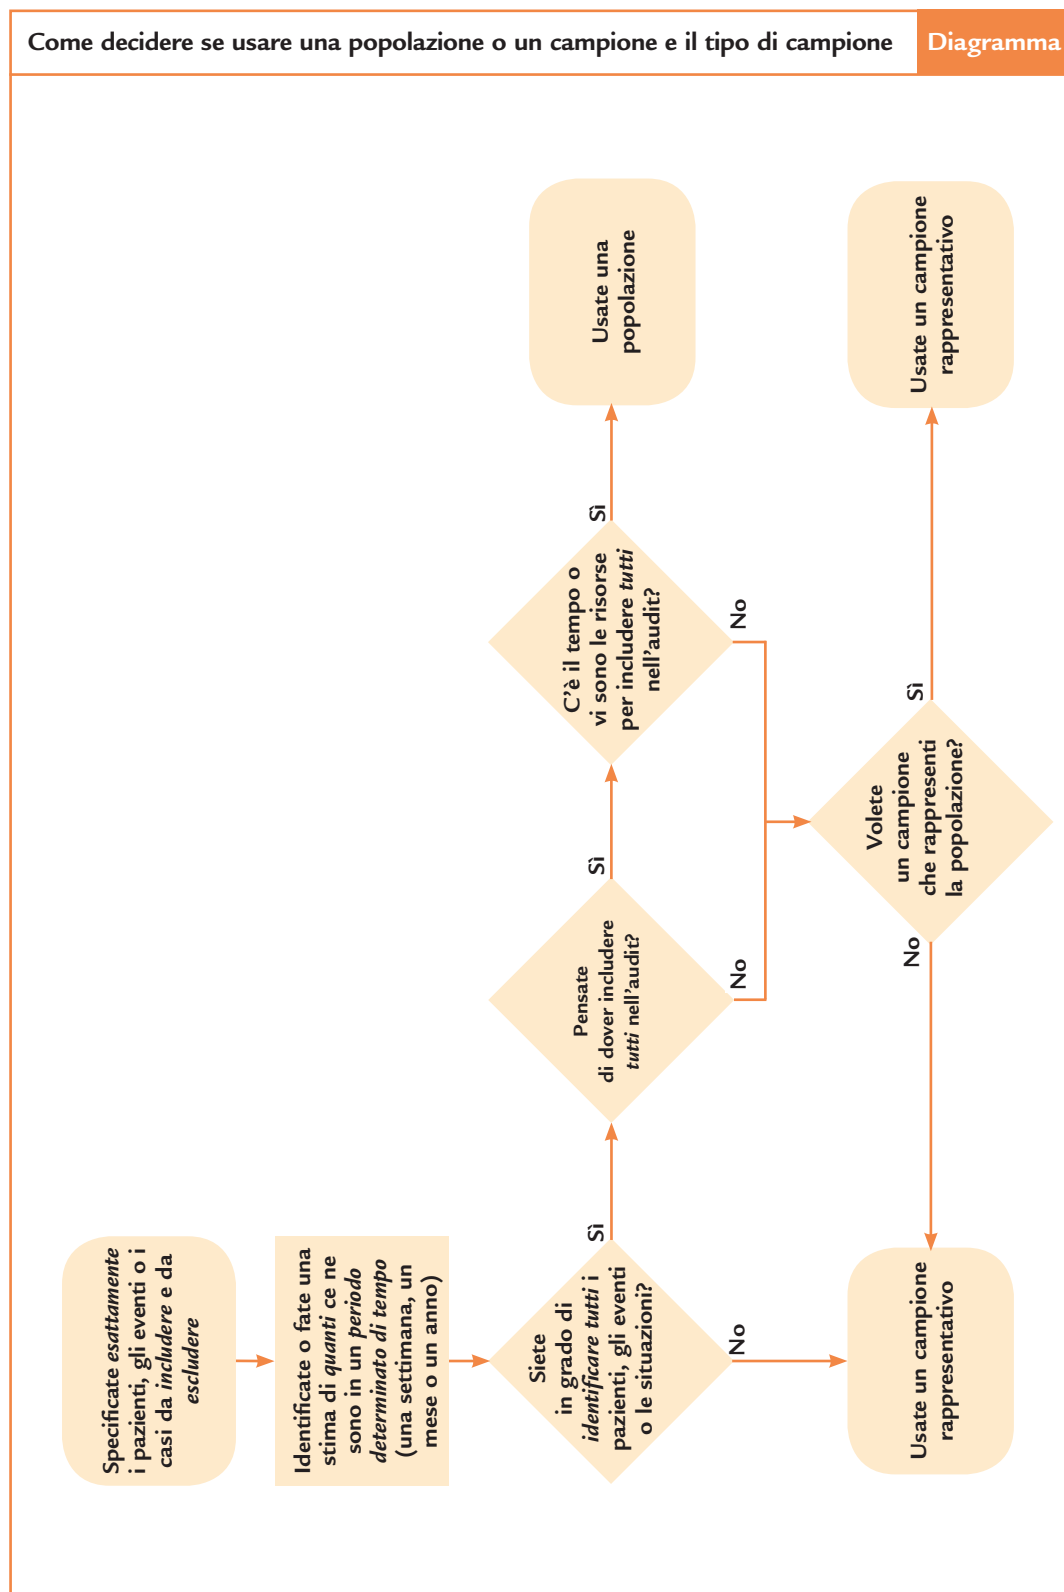 Come decidere se usare una popolazione o un campione e il tipo di campione
Diagramma
Specificate esattamente
i pazienti, gli eventi o i
casi da includere e da
escludere
Identificate o fate una
stima di quanti ce ne
sono in un periodo
determinato di tempo
(una settimana, un
mese o un anno)
Siete
in grado di
identificare tutti i
pazienti, gli eventi
o le situazioni?
Sì
No
Pensate
di dover includere
tutti nell'audit?
Sì
No
C'è il tempo o
vi sono le risorse
per includere tutti
nell'audit?
Sì
No
Usate una
popolazione
Volete
un campione
che rappresenti
la popolazione?
Sì
No
Usate un campione
rappresentativo
Usate un campione
rappresentativo